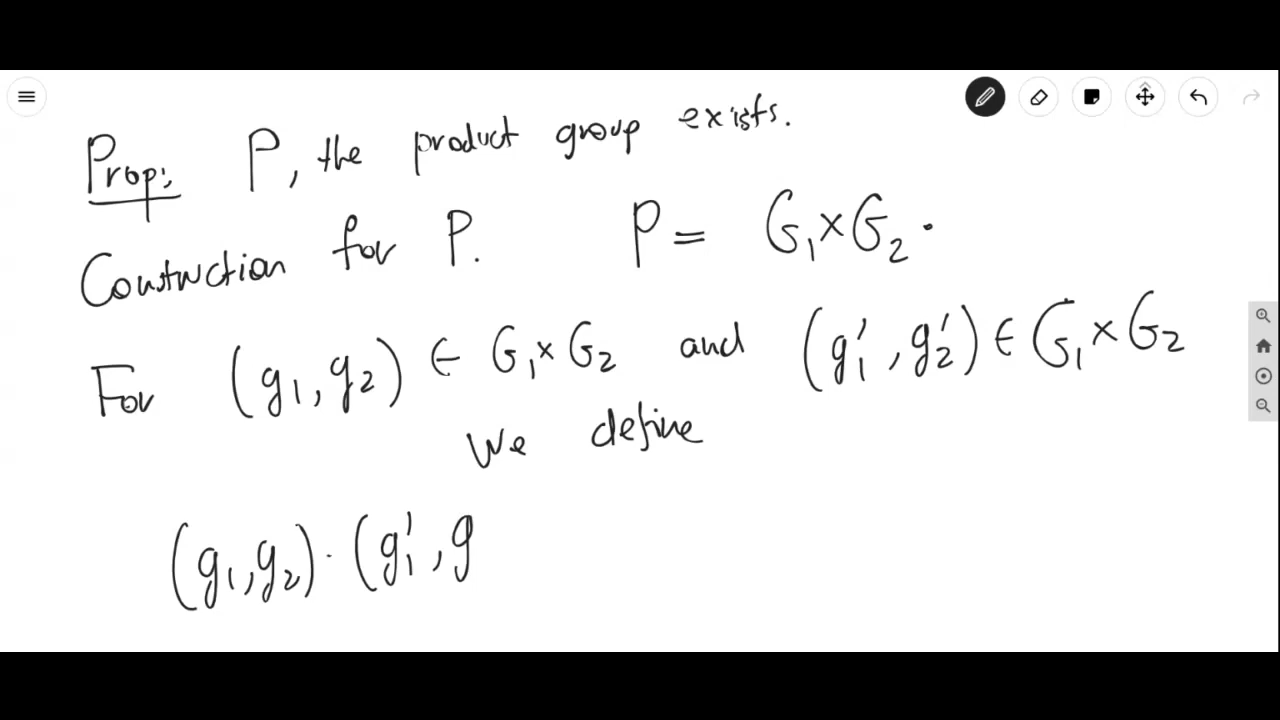 Prop: P, the product group exists.
Construction for P. P = G₁×G₂.
For (g₁, g₂) ∈ G₁×G₂ and (g₁', g₂') ∈ G₁×G₂
We define
(g₁, g₂) · (g₁', g